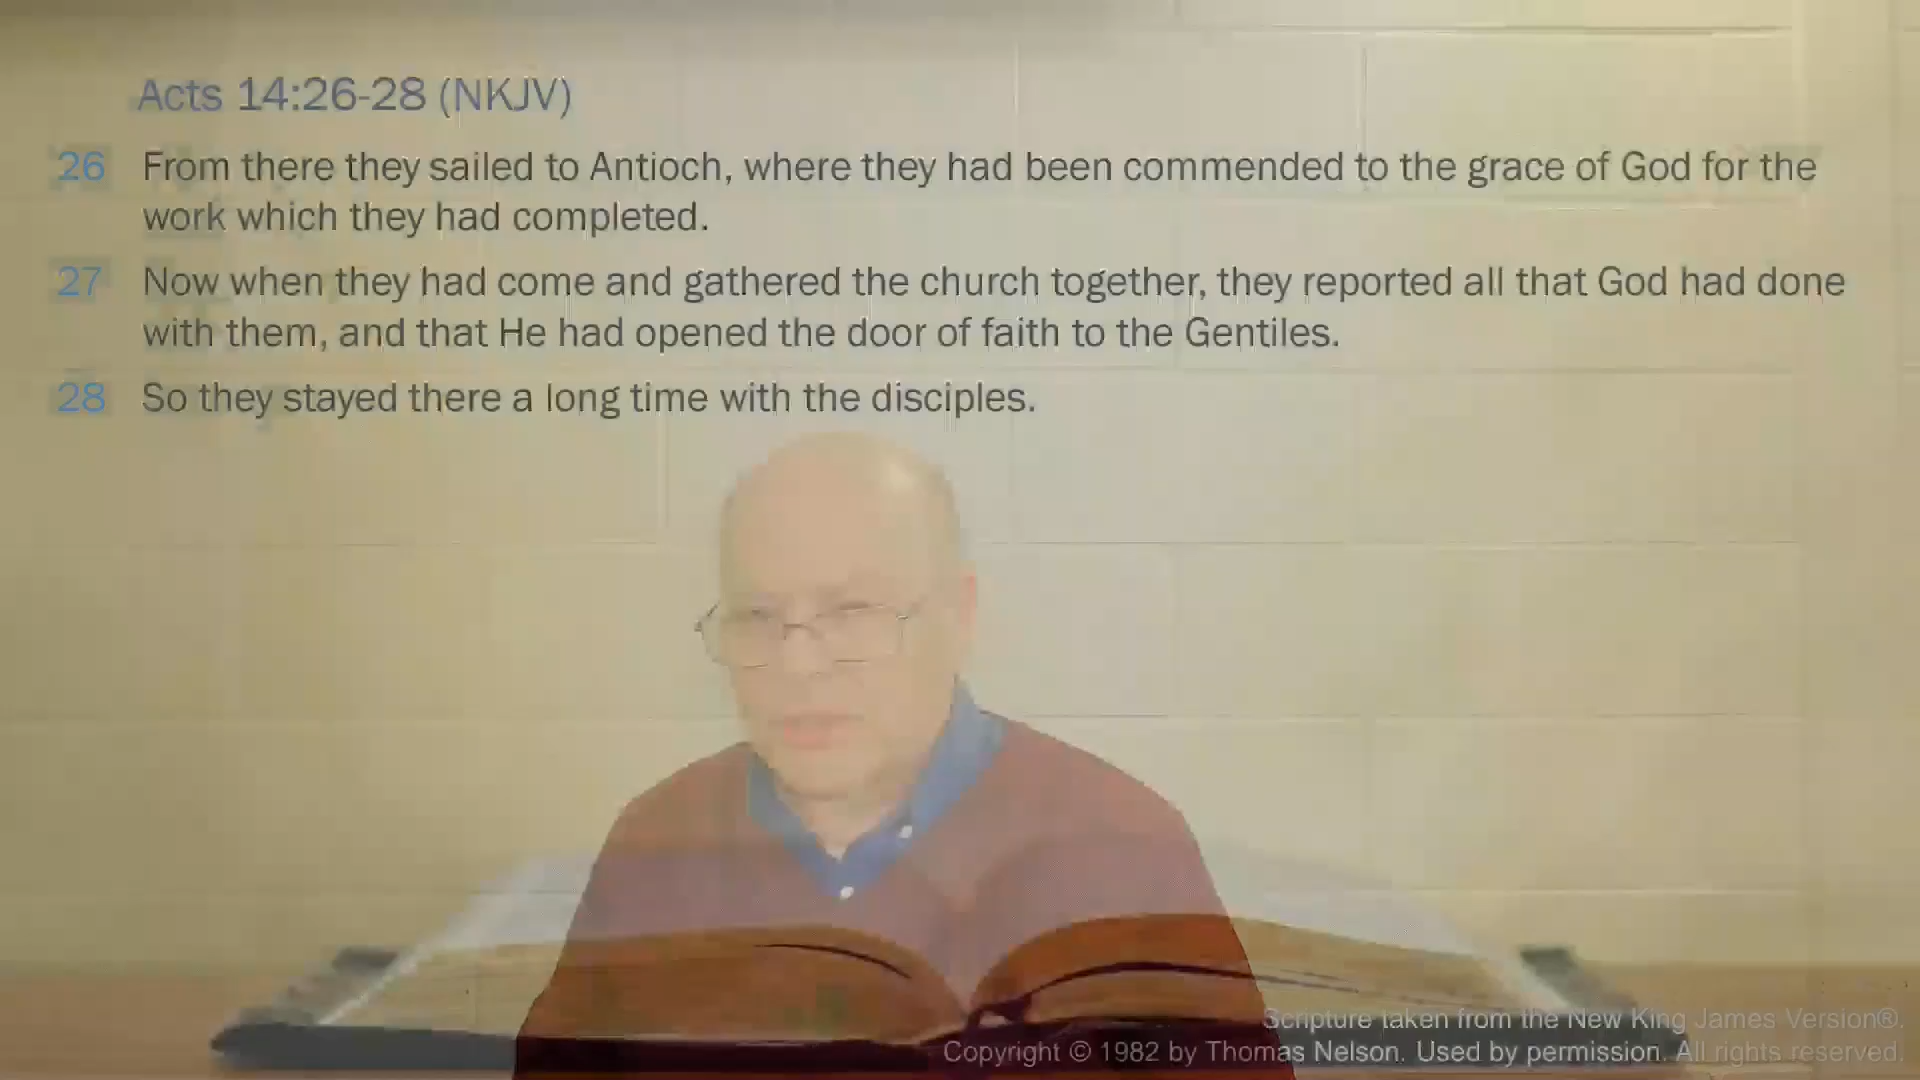 Acts 14:26-28 (NKJV)
26 From there they sailed to Antioch, where they had been commended to the grace of God for the
work which they had completed.
27 Now when they had come and gathered the church together, they reported all that God had done
with them, and that He had opened the door of faith to the Gentiles.
28 So they stayed there a long time with the disciples.
Scripture taken from the New King James Version®.
Copyright © 1982 by Thomas Nelson. Used by permission. All rights reserved.